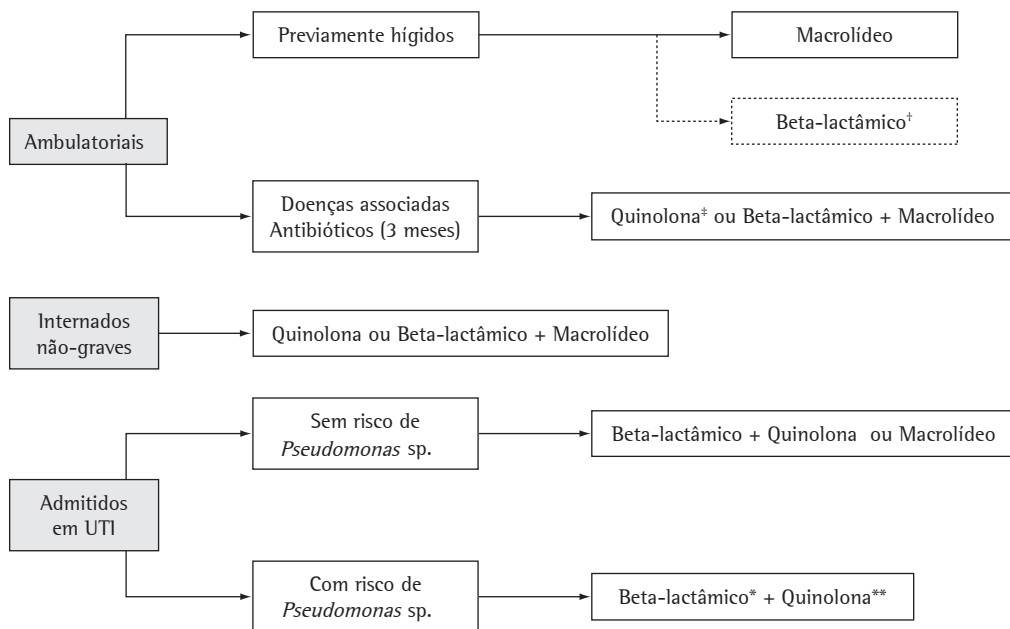 Previamente hígidos
Macrolídeo
Beta-lactâmico†
Ambulatoriais
Doenças associadas
Antibióticos (3 meses)
Quinolona‡ ou Beta-lactâmico + Macrolídeo
Internados
não-graves
Quinolona ou Beta-lactâmico + Macrolídeo
Sem risco de
Pseudomonas sp.
Beta-lactâmico + Quinolona ou Macrolídeo
Admitidos
em UTI
Com risco de
Pseudomonas sp.
Beta-lactâmico* + Quinolona**